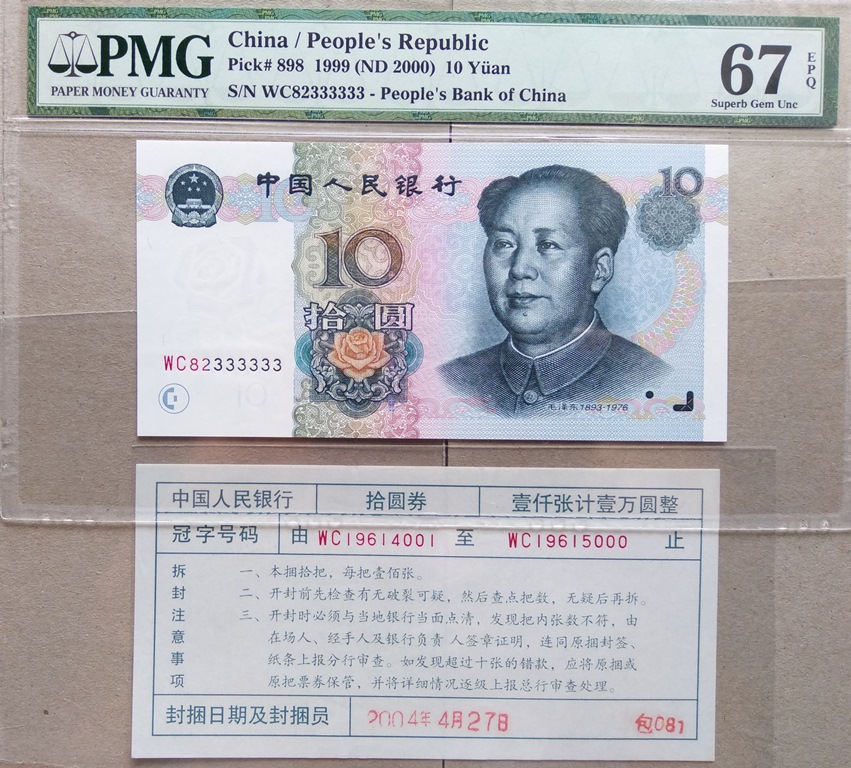 PMG
PAPER MONEY GUARANTY
China / People's Republic
Pick# 898 1999 (ND 2000) 10 Yüan
S/N WC82333333 - People's Bank of China
67
EPQ
Superb Gem Unc
中国人民银行
10
10
拾圆
WC82333333
毛泽东1893-1976
中国人民银行
拾圆券
壹仟张计壹万圆整
冠字号码
由 WC19614001 至 WC19615000 止
拆封注意事项
一、本捆拾把，每把壹佰张。
二、开封前先检查有无破裂可疑，然后查点把数，无疑后再拆。
三、开封时必须与当地银行当面点清，发现把内张数不符，由
在场人、经手人及银行负责 人签章证明，连同原捆封签、
纸条上报分行审查。如发现超过十张的错款，应将原捆或
原把票券保管，并将详细情况逐级上报总行审查处理。
封捆日期及封捆员
2004年4月27日
包081